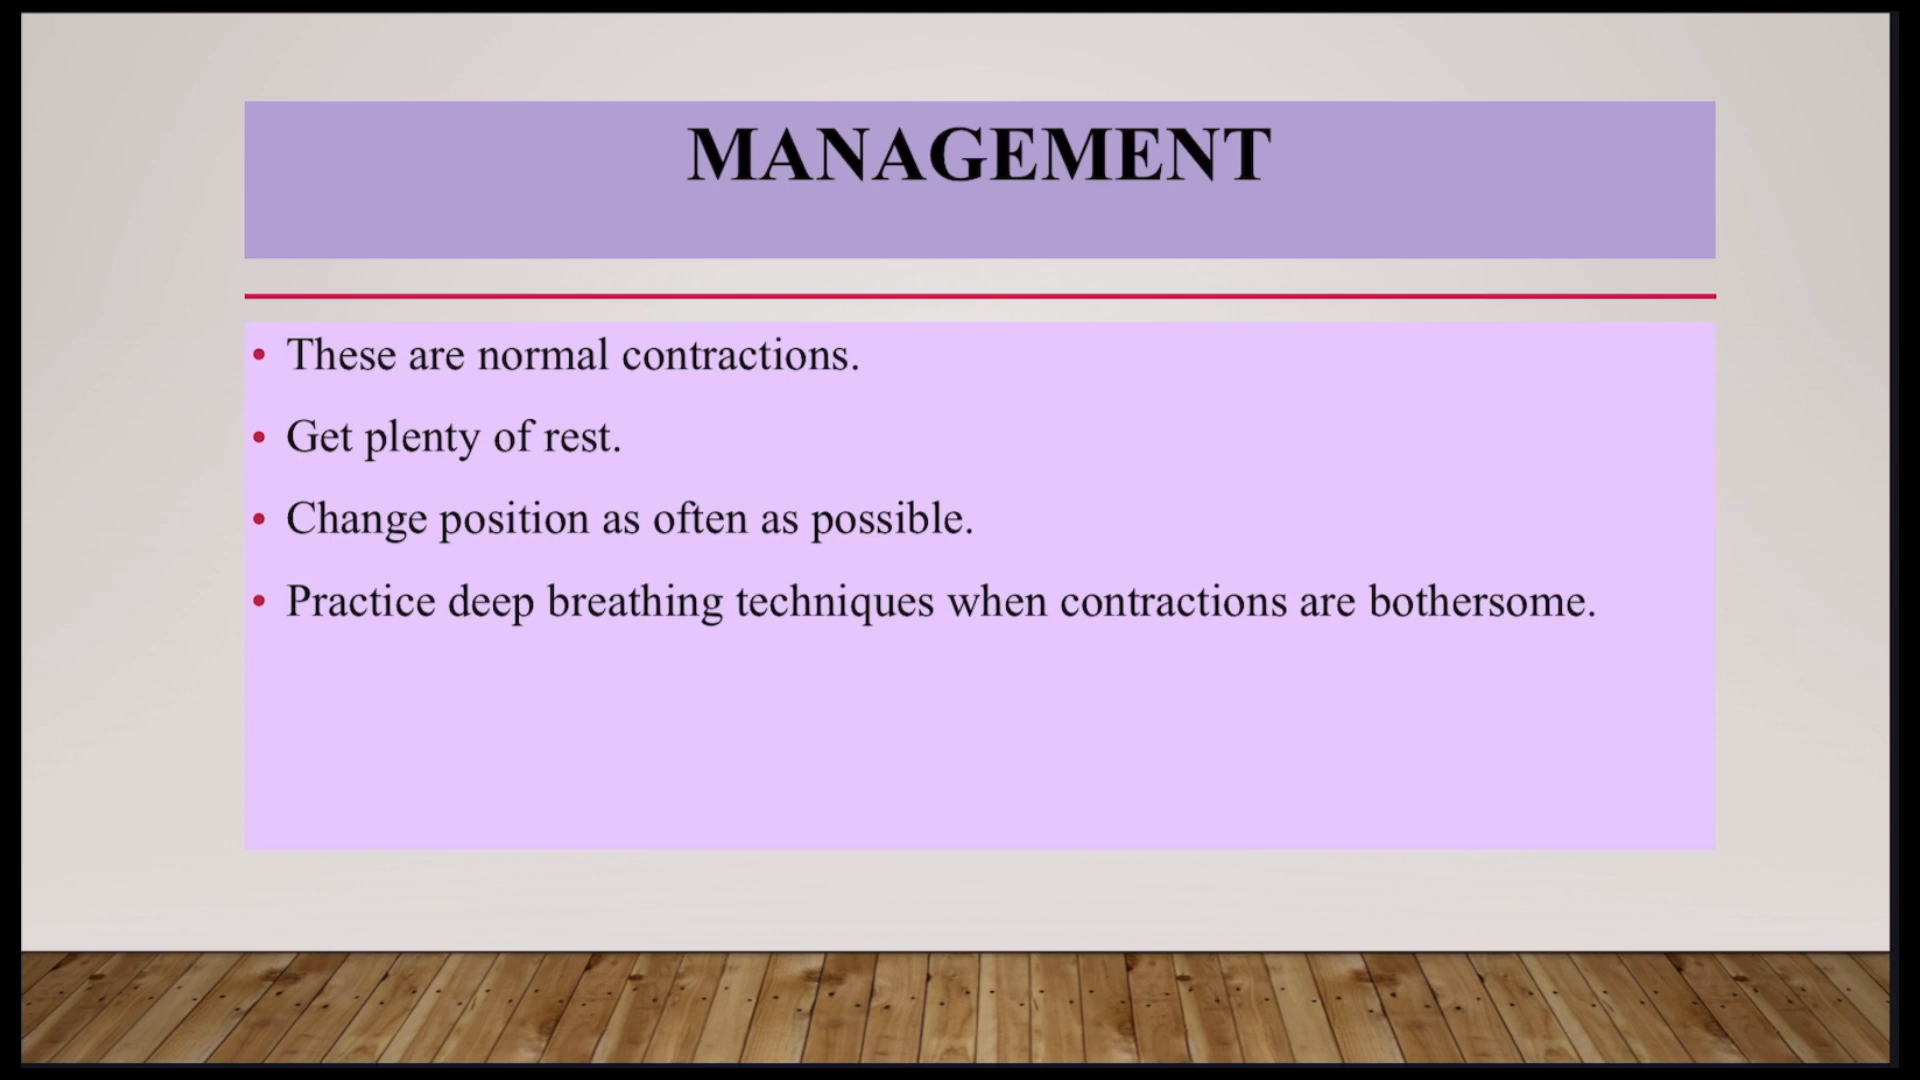 MANAGEMENT
• These are normal contractions.
• Get plenty of rest.
• Change position as often as possible.
• Practice deep breathing techniques when contractions are bothersome.